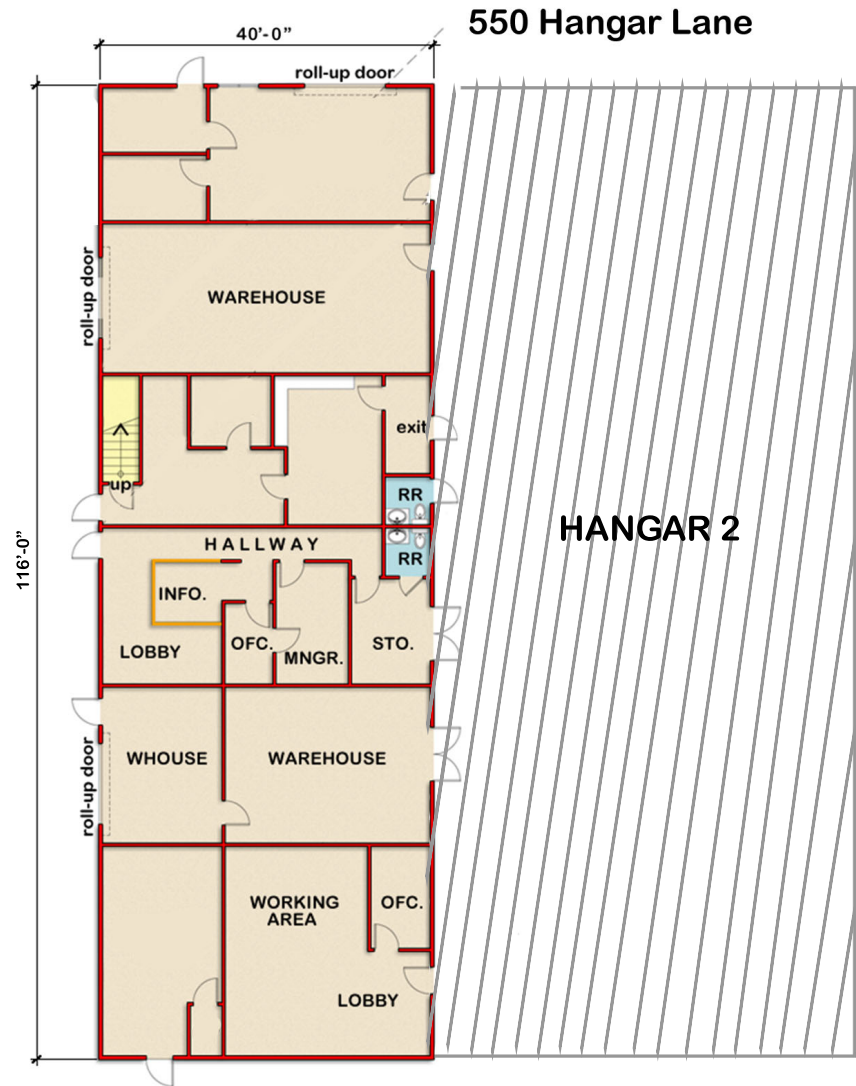 550 Hangar Lane
40'-0"
roll-up door
roll-up door
WAREHOUSE
exit
up
RR
HANGAR 2
HALLWAY
116'-0"
RR
INFO.
LOBBY
OFC.
MNGR.
STO.
roll-up door
WHOUSE
WAREHOUSE
WORKING
AREA
OFC.
LOBBY